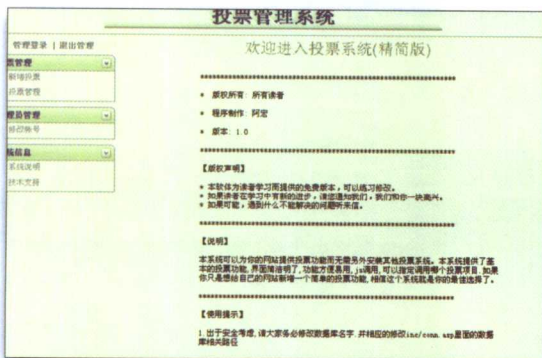 投票管理系统
管理登录 | 退出管理
票管理
新增投票
投票管理
理员管理
修改帐号
统信息
系统说明
技术支持
欢迎进入投票系统(精简版)
* 版权所有: 所有读者
* 程序制作: 阿宏
* 版本: 1.0
【版权声明】
* 本软体为读者学习而提供的免费版本,可以练习修改。
* 如果读者在学习中有新的进步,请您通知我们,我们和你一块高兴。
* 如果可能,遇到什么不能解决的问题听来信。
【说明】
本系统可以为你的网站提供投票功能而无需另外安装其他投票系统。本系统提供了基
本的投票功能,界面简洁明了,功能方便易用,js调用,可以指定调用哪个投票项目.如果
你只是想给自己的网站新增一个简单的投票功能,相信这个系统就是你的最佳选择了。
【使用提示】
1.出于安全考虑,请大家务必修改数据库名字.并相应的修改inc/conn.asp里面的数据
库相关路径